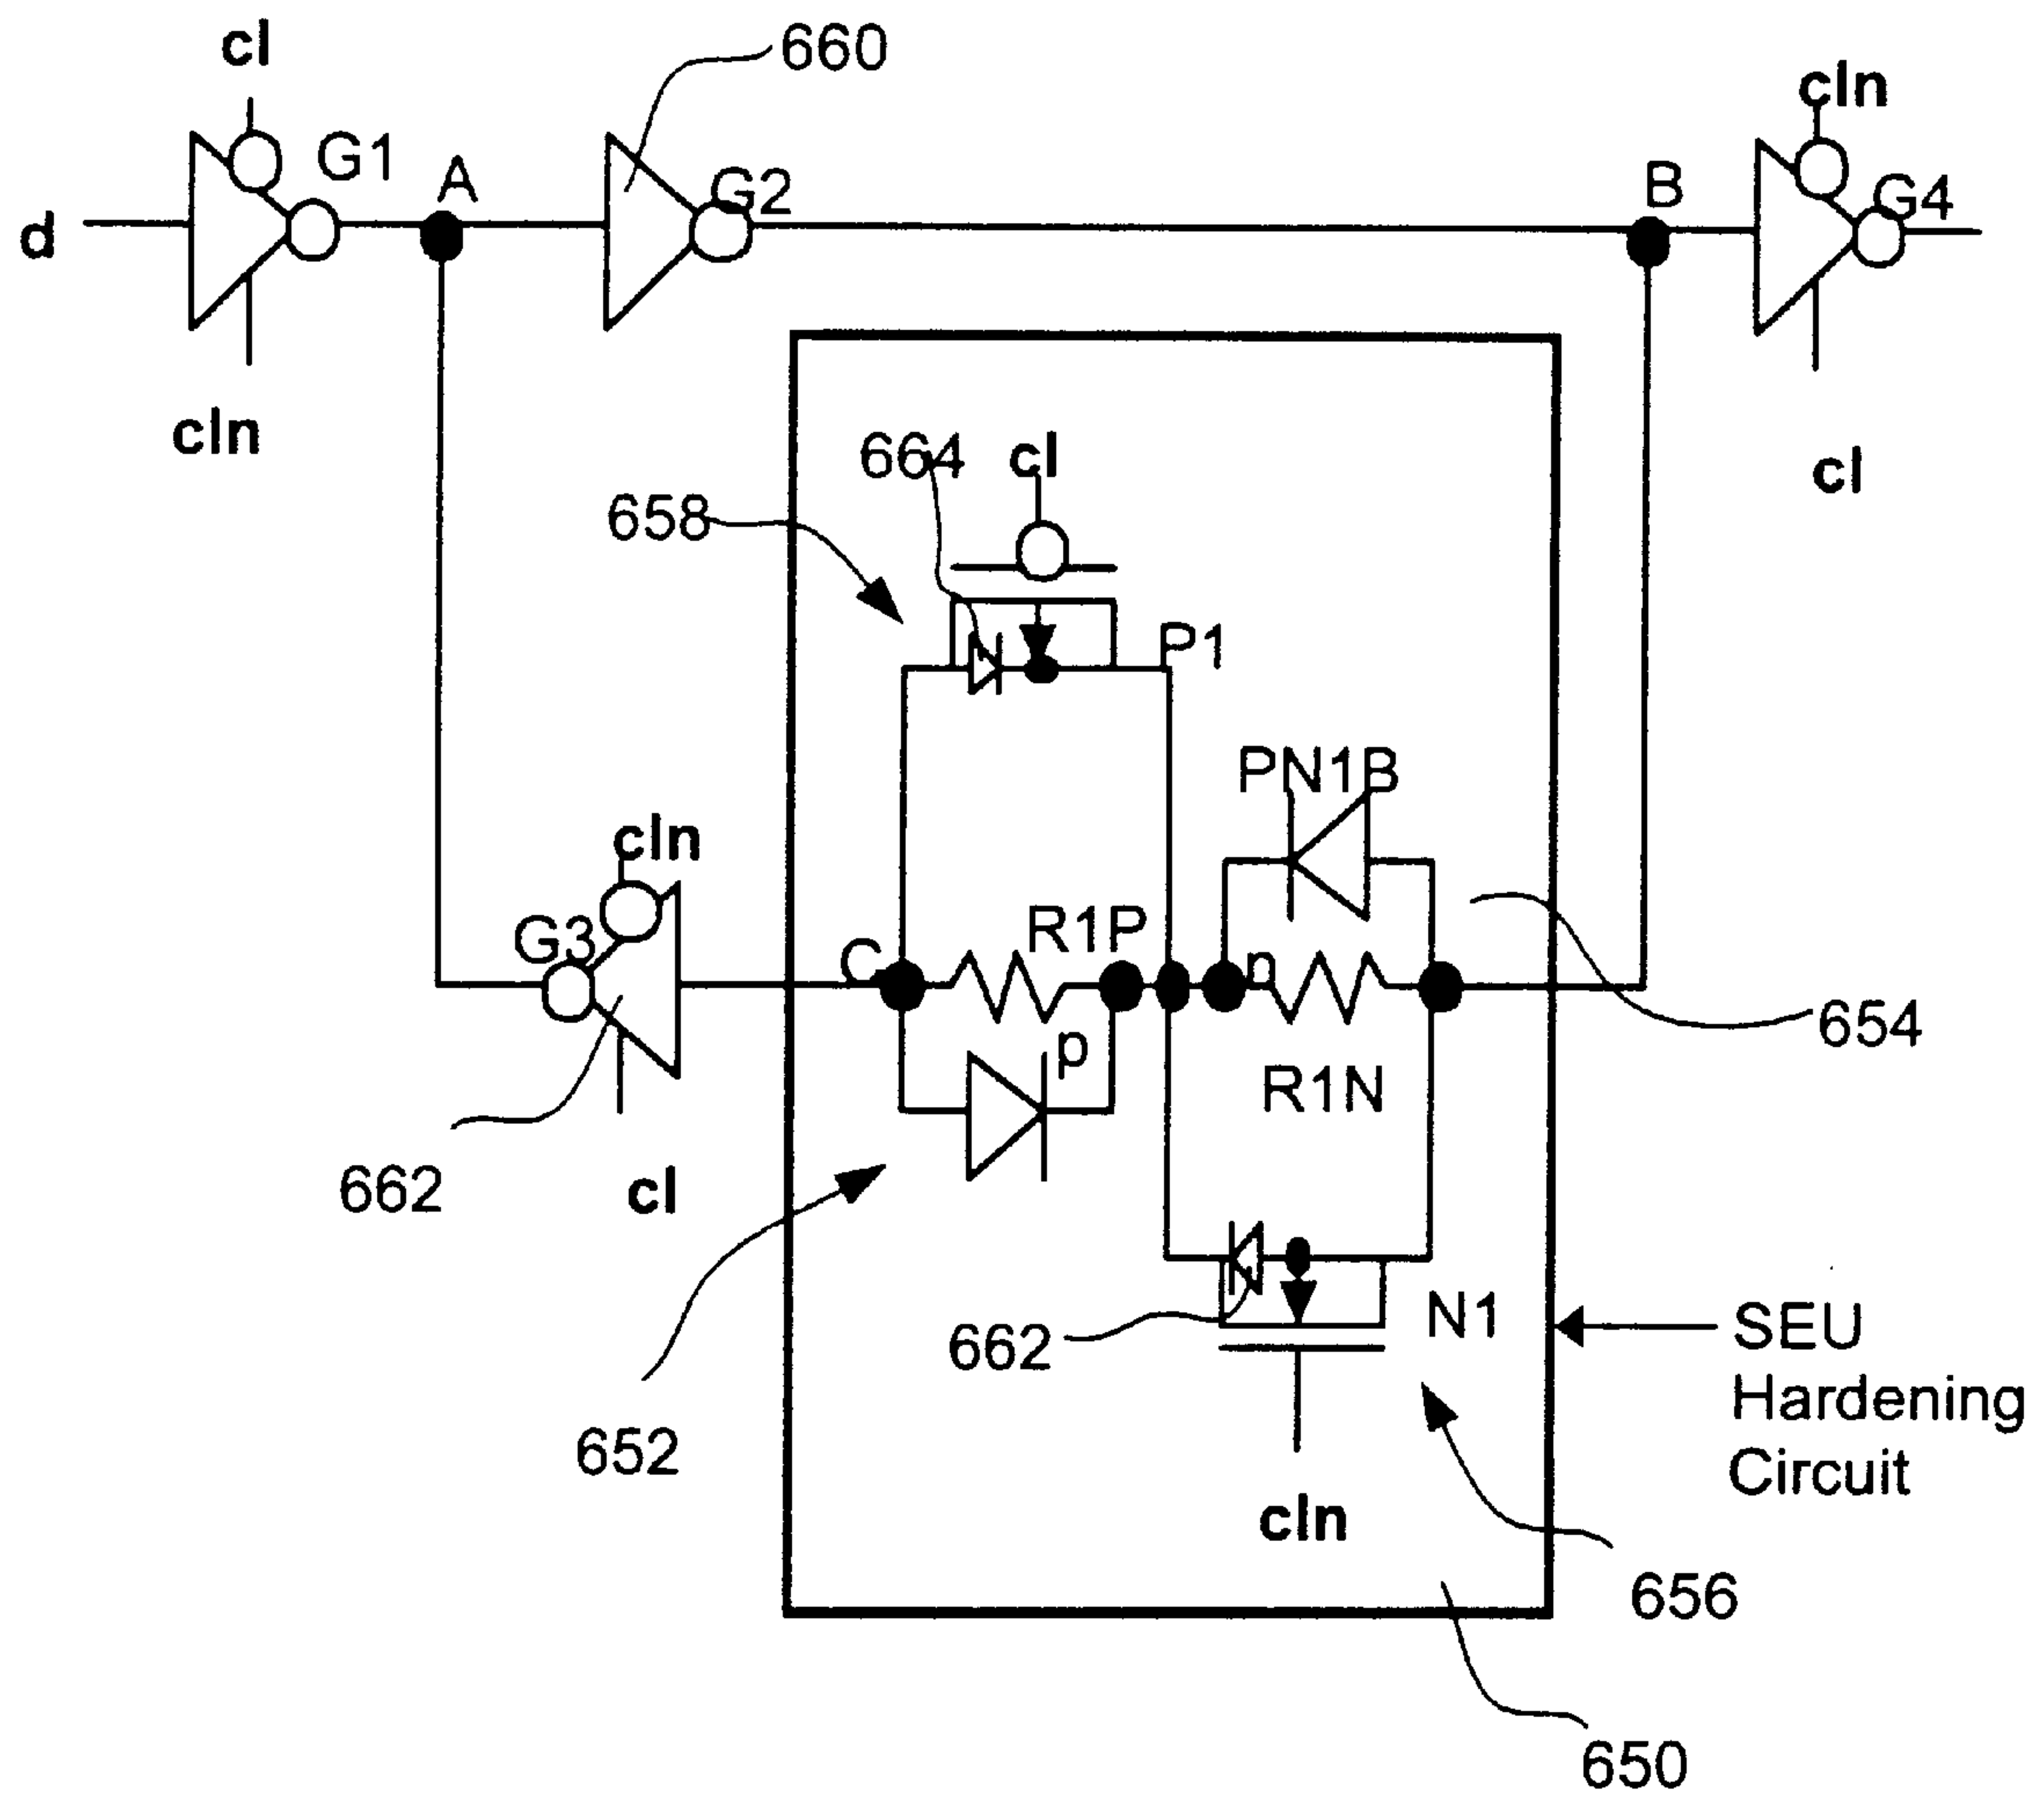 cl
660
cln
G1
A
G2
B
G4
d
cln
664
cl
cl
658
P1
PN1B
cln
G3
R1P
C
n
654
p
R1N
662
cl
662
N1
SEU
Hardening
Circuit
652
cln
656
650